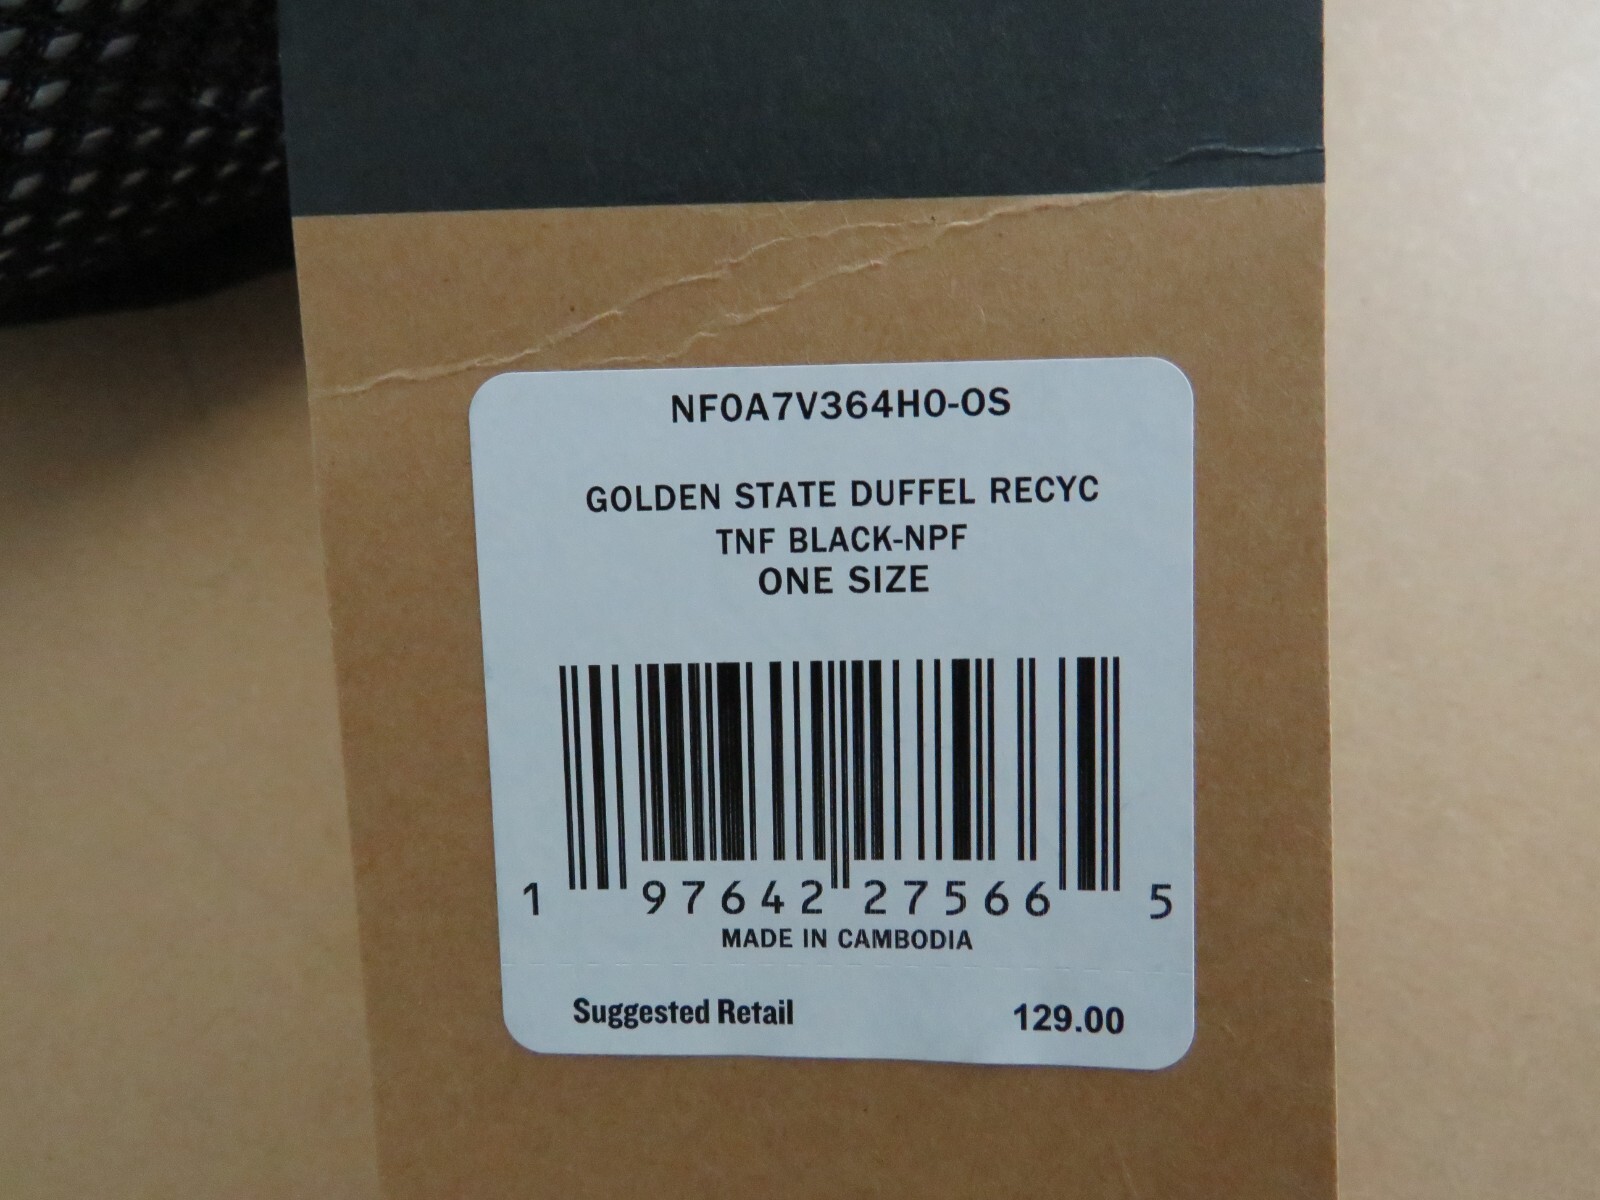 NF0A7V364H0-OS
GOLDEN STATE DUFFEL RECYC
TNF BLACK-NPF
ONE SIZE
1 97642 27566 5
MADE IN CAMBODIA
Suggested Retail 129.00